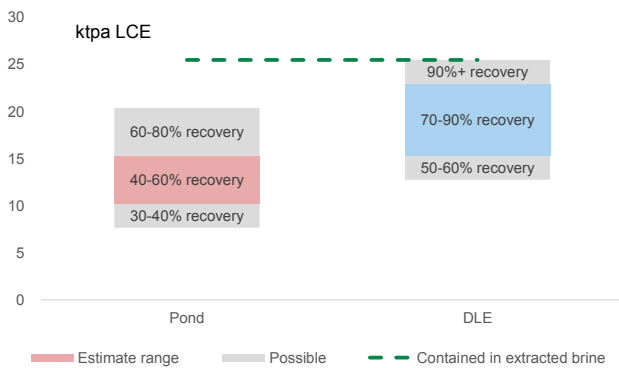 30
ktpa LCE
25
90%+ recovery
20
60-80% recovery
70-90% recovery
15
40-60% recovery
50-60% recovery
10
30-40% recovery
5
0
Pond
DLE
Estimate range
Possible
Contained in extracted brine